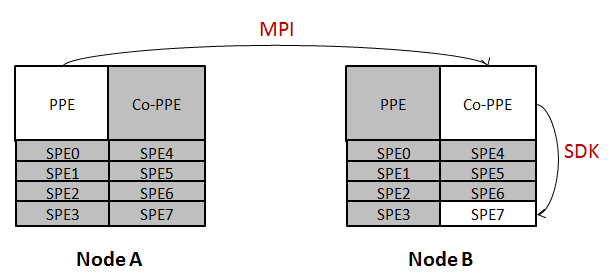 MPI
PPE Co-PPE
SPE0 SPE4
SPE1 SPE5
SPE2 SPE6
SPE3 SPE7
Node A
PPE Co-PPE
SPE0 SPE4
SPE1 SPE5
SPE2 SPE6
SPE3 SPE7
Node B
SDK